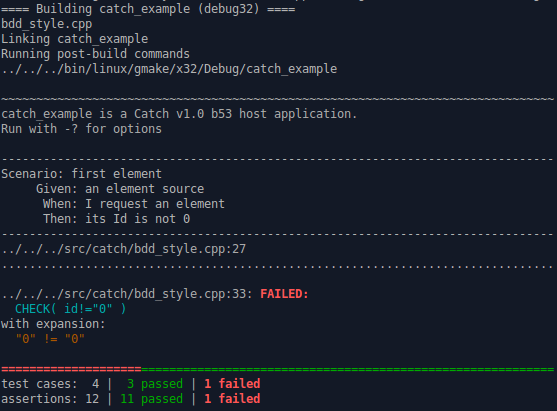 ==== Building catch_example (debug32) ====
bdd_style.cpp
Linking catch_example
Running post-build commands
../../../bin/linux/gmake/x32/Debug/catch_example

~~~~~~~~~~~~~~~~~~~~~~~~~~~~~~~~~~~~~~~~~~~~~~~~~~~~~~~~~~~~~~~~~~~~~~~~~~~~~~~
catch_example is a Catch v1.0 b53 host application.
Run with -? for options

-------------------------------------------------------------------------------
Scenario: first element
     Given: an element source
      When: I request an element
      Then: its Id is not 0
-------------------------------------------------------------------------------
../../../src/catch/bdd_style.cpp:27
...............................................................................

../../../src/catch/bdd_style.cpp:33: FAILED:
  CHECK( id!="0" )
with expansion:
  "0" != "0"

===============================================================================
test cases:  4 |  3 passed | 1 failed
assertions: 12 | 11 passed | 1 failed